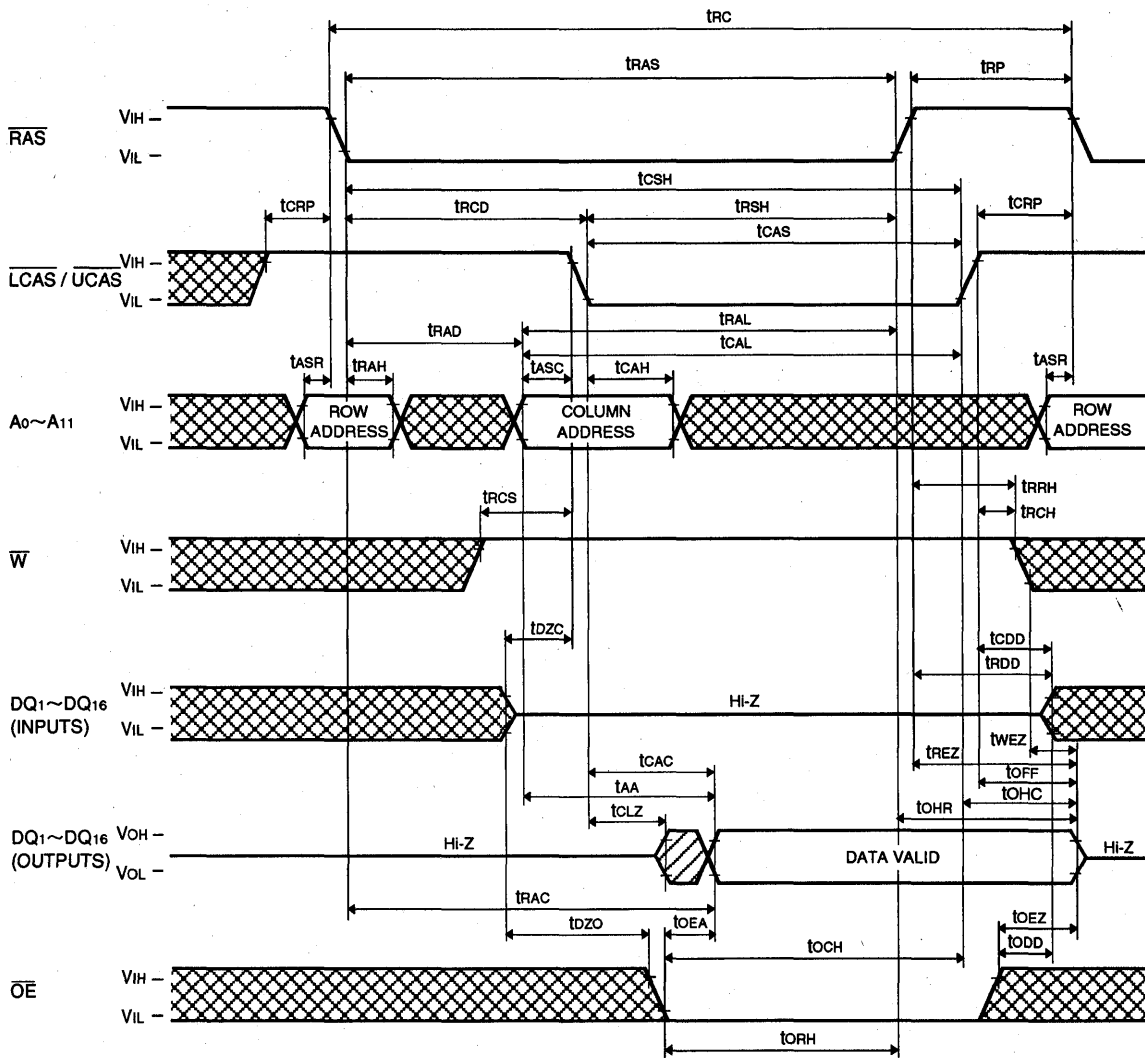 tRC
tRAS tRP
RAS VIH
VIL
tCSH
tCRP tRCD tRSH tCRP
tCAS
LCAS / UCAS VIH
VIL
tRAL
tRAD tCAL
tASR tRAH tASC tCAH tASR
A0~A11 VIH
VIL
ROW ADDRESS
COLUMN ADDRESS
ROW ADDRESS
tRRH
tRCS tRCH
W VIH
VIL
tDZC tCDD
tRDD
DQ1~DQ16 (INPUTS) VIH
VIL
Hi-Z
tWEZ
tCAC tREZ
tOFF
tAA tOHC
tCLZ tOHR
DQ1~DQ16 (OUTPUTS) VOH
VOL
Hi-Z DATA VALID Hi-Z
tRAC
tDZO tOEA tOEZ
tOCH tODD
OE VIH
VIL
tORH